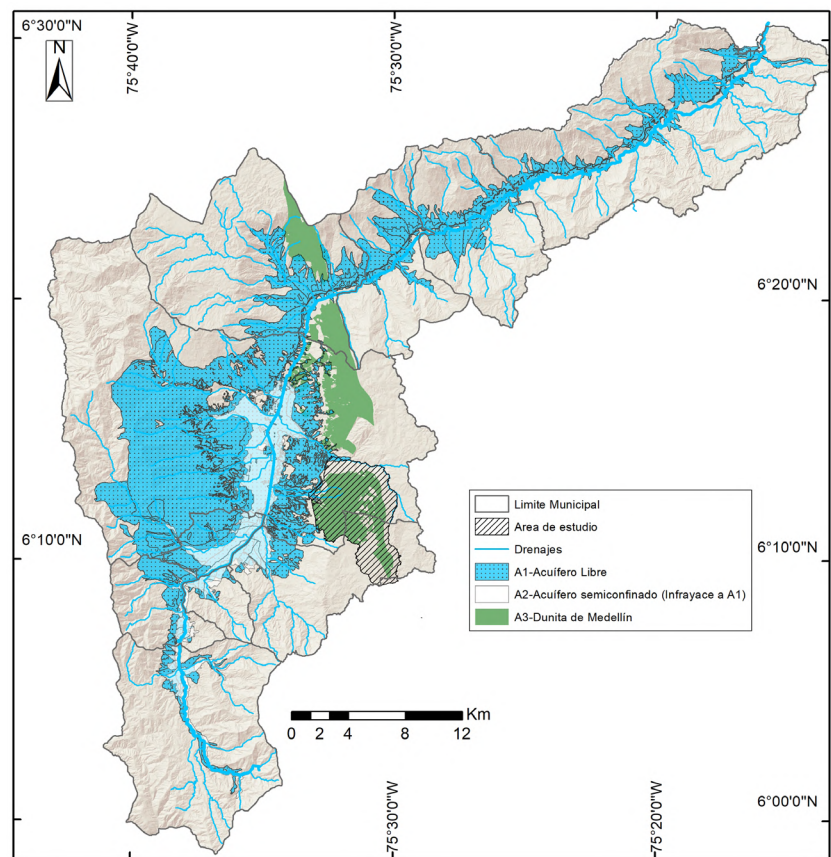 6°30'0"N
75°40'0"W
75°30'0"W
N
6°20'0"N
6°10'0"N
6°10'0"N
Limite Municipal
Area de estudio
Drenajes
A1-Acuífero Libre
A2-Acuífero semiconfinado (Infrayace a A1)
A3-Dunita de Medellín
Km
0 2 4 8 12
6°00'0"N
75°30'0"W
75°20'0"W